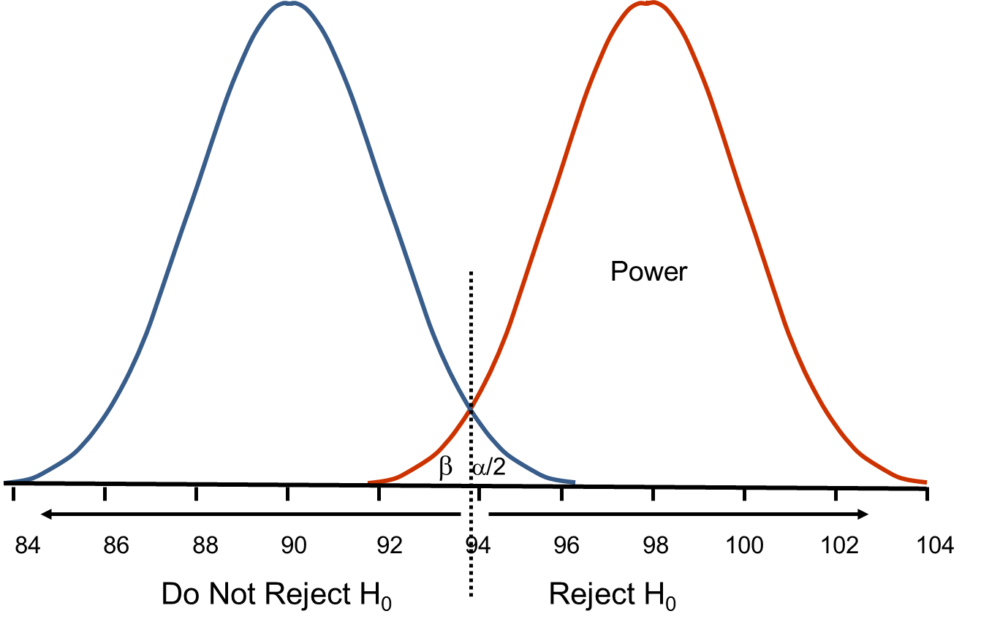 Power
β α/2
84 86 88 90 92 94 96 98 100 102 104
Do Not Reject H₀ Reject H₀